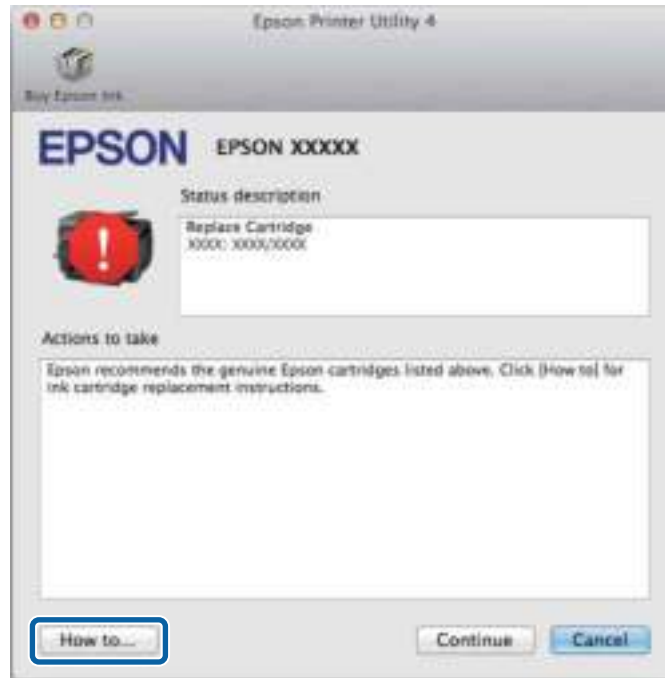 Epson Printer Utility 4
Buy Epson Ink
EPSON EPSON XXXXX
Status description
Replace Cartridge
XXXX: XXXX/XXXX
Actions to take
Epson recommends the genuine Epson cartridges listed above. Click [How to] for
ink cartridge replacement instructions.
How to...
Continue
Cancel